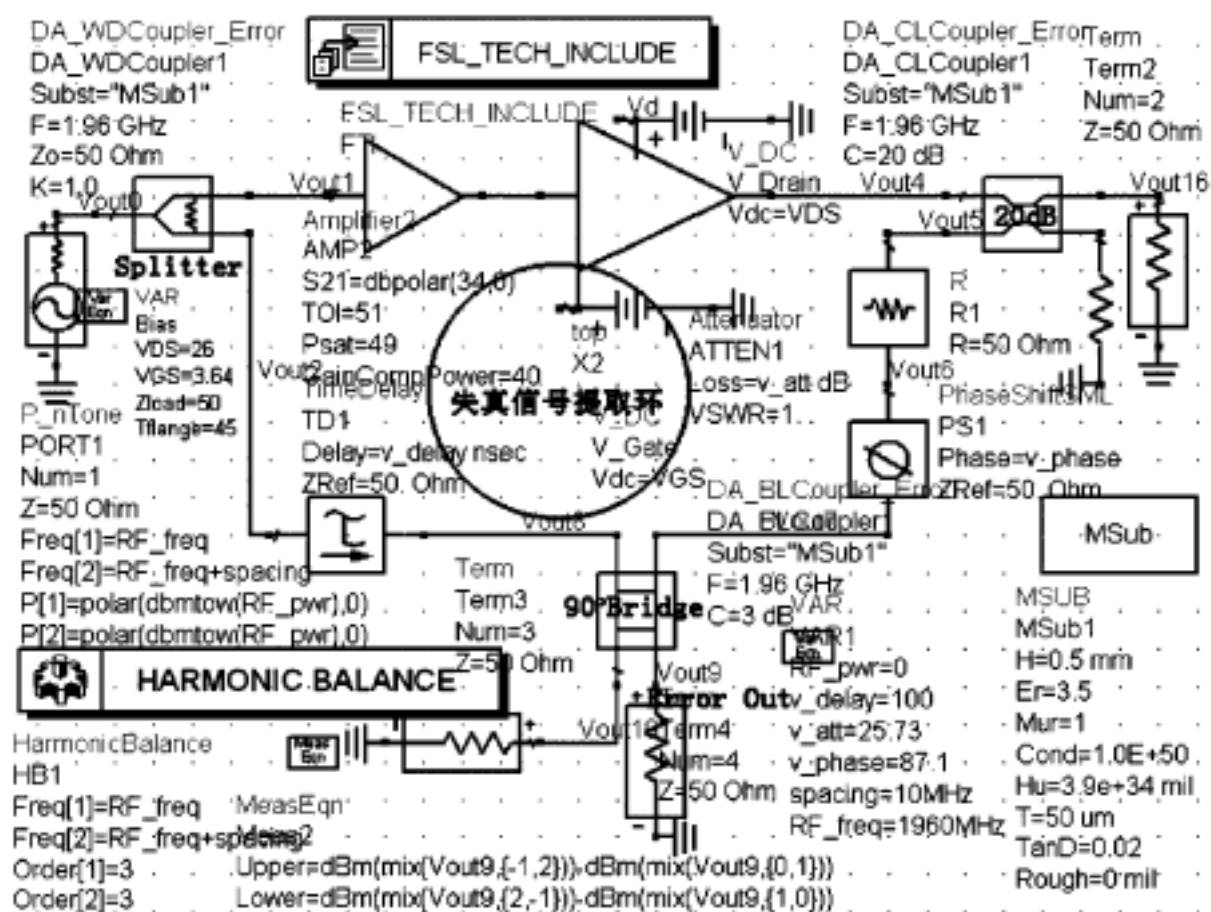 DA_WDCoupler_Error
DA_WDCoupler1
Subst="MSub1"
F=1.96 GHz
Zo=50 Ohm
K=1.0
FSL_TECH_INCLUDE
FSL_TECH_INCLUDE
DA_CLCoupler_Error
DA_CLCoupler1
Subst="MSub1"
F=1.96 GHz
C=20 dB
Term
Term2
Num=2
Z=50 Ohm
Vd
V_DC
V_Drain
Vdc=VDS
Vout0
Vout1
Vout4
Vout16
Vout5
20dB
Splitter
Var
Eqn
VAR
Bias
VDS=26
VGS=3.64
Zload=50
Tflange=45
Amplifier2
AMP2
S21=dbpolar(34,0)
TOI=51
Psat=49
GainCompPower=40
top
X2
失真信号提取环
V_DC
V_Gate
Vdc=VGS
Attenuator
ATTEN1
Loss=v_att dB
VSWR=1.
R
R1
R=50 Ohm
Vout6
PhaseShiftSML
PS1
Phase=v_phase
ZRef=50. Ohm
Vout2
TimeDelay
TD1
Delay=v_delay nsec
ZRef=50. Ohm
P_nTone
PORT1
Num=1
Z=50 Ohm
Freq[1]=RF_freq
Freq[2]=RF_freq+spacing
P[1]=polar(dbmtow(RF_pwr),0)
P[2]=polar(dbmtow(RF_pwr),0)
Vout8
DA_BLCoupler_Error
DA_BLCoupler
Subst="MSub1"
F=1.96 GHz
C=3 dB
90°Bridge
Term
Term3
Num=3
Z=50 Ohm
MSub
MSUB
MSub1
H=0.5 mm
Er=3.5
Mur=1
Cond=1.0E+50
Hu=3.9e+34 mil
T=50 um
TanD=0.02
Rough=0 mil
VAR
VAR1
RF_pwr=0
v_delay=100
v_att=25.73
v_phase=87.1
spacing=10MHz
RF_freq=1960MHz
Vout9
Error Out
Term4
Num=4
Z=50 Ohm
HARMONIC BALANCE
HarmonicBalance
HB1
Freq[1]=RF_freq
Freq[2]=RF_freq+spacing
Order[1]=3
Order[2]=3
Meas
Eqn
MeasEqn
Meas2
Upper=dBm(mix(Vout9,{-1,2}))-dBm(mix(Vout9,{0,1}))
Lower=dBm(mix(Vout9,{2,-1}))-dBm(mix(Vout9,{1,0}))